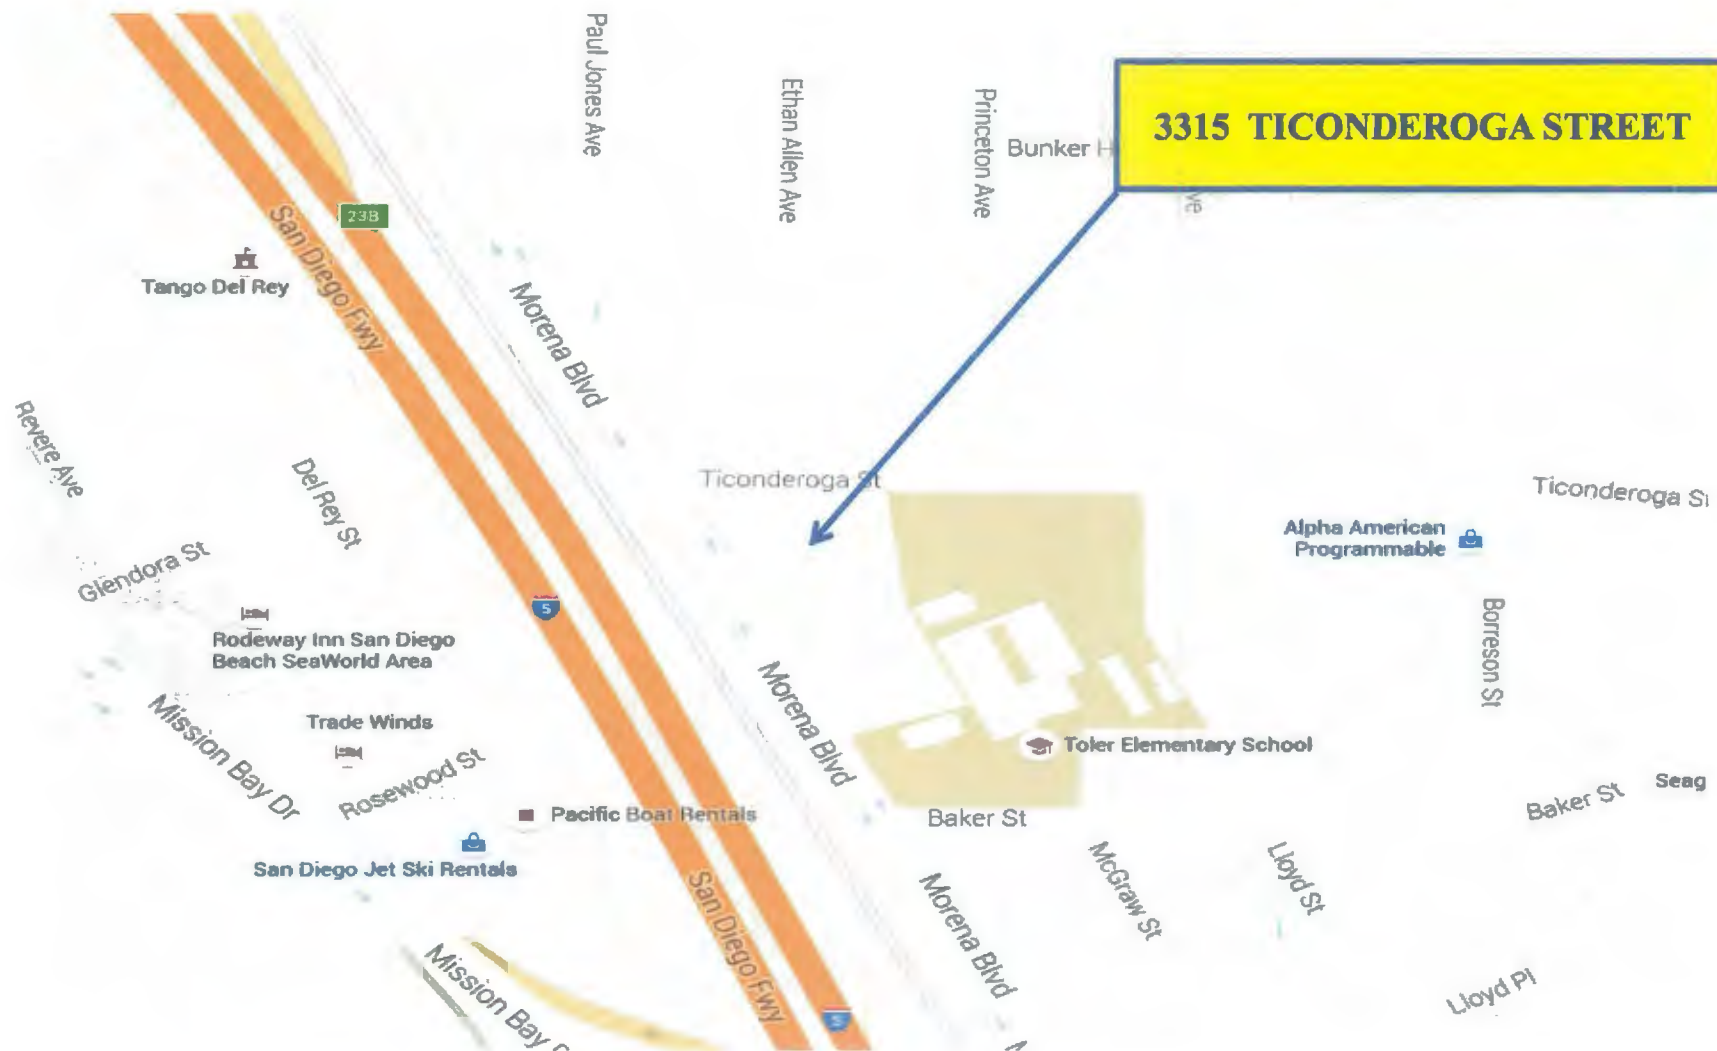 Paul Jones Ave
Ethan Allen Ave
Princeton Ave
Bunker H
3315 TICONDEROGA STREET
ve
23B
San Diego Fwy
Tango Del Rey
Morena Blvd
Revere Ave
Del Rey St
Ticonderoga St
Ticonderoga St
Alpha American
Programmable
Glendora St
5
Rodeway Inn San Diego
Beach SeaWorld Area
Borreson St
Mission Bay Dr
Trade Winds
Rosewood St
Morena Blvd
Toler Elementary School
Pacific Boat Rentals
Baker St
Baker St
Seag
San Diego Jet Ski Rentals
San Diego Fwy
Morena Blvd
McGraw St
Lloyd St
Mission Bay
Lloyd Pl
5